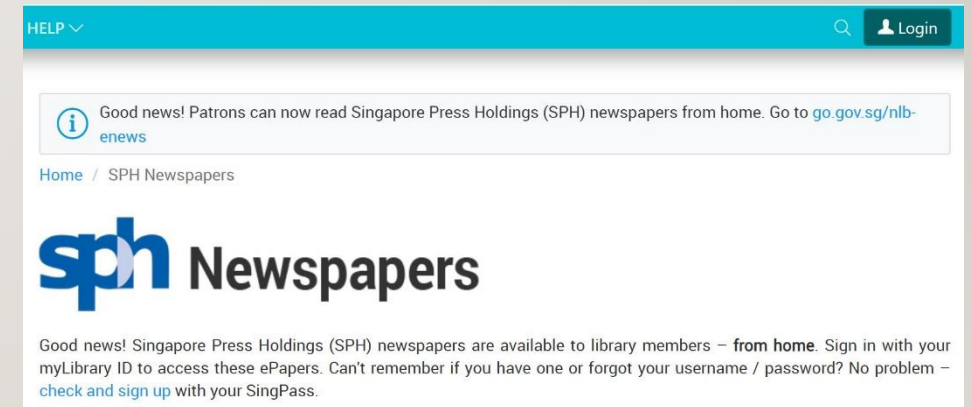 HELP
Login
Good news! Patrons can now read Singapore Press Holdings (SPH) newspapers from home. Go to go.gov.sg/nlb-
enews
Home / SPH Newspapers
sph Newspapers
Good news! Singapore Press Holdings (SPH) newspapers are available to library members – from home. Sign in with your
myLibrary ID to access these ePapers. Can't remember if you have one or forgot your username / password? No problem –
check and sign up with your SingPass.